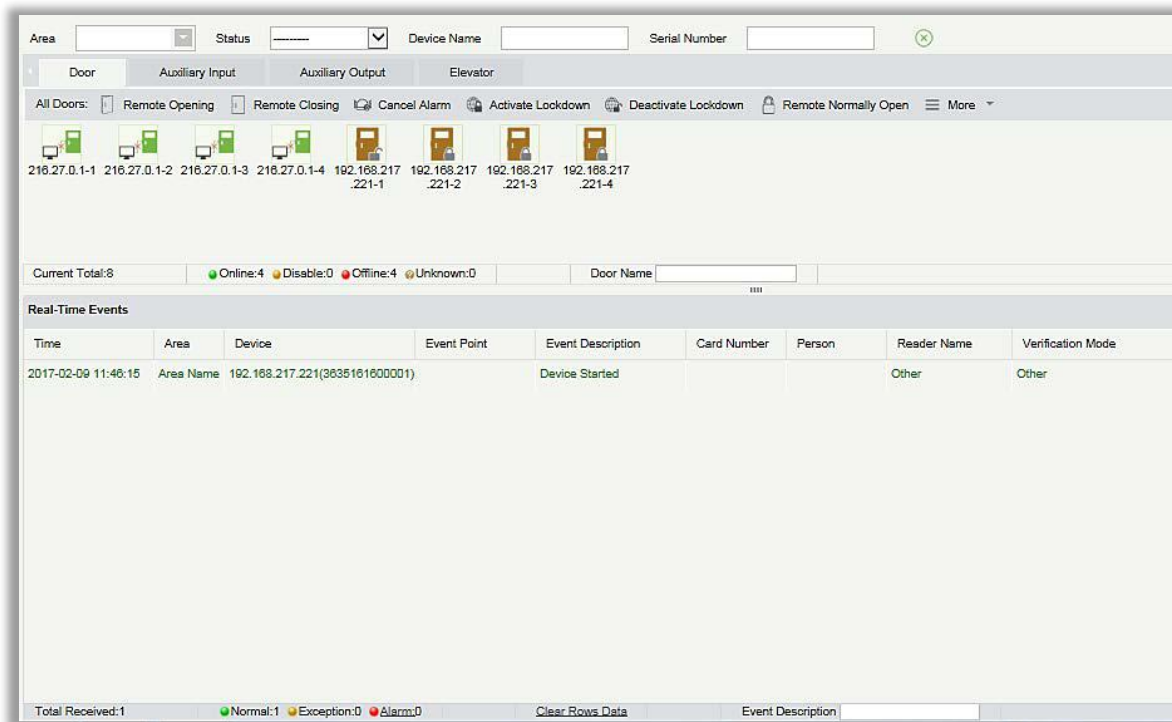 Area Status ---------- Device Name Serial Number
Door Auxiliary Input Auxiliary Output Elevator
All Doors: Remote Opening Remote Closing Cancel Alarm Activate Lockdown Deactivate Lockdown Remote Normally Open More
216.27.0.1-1 216.27.0.1-2 216.27.0.1-3 216.27.0.1-4 192.168.217 192.168.217 192.168.217 192.168.217
.221-1 .221-2 .221-3 .221-4
Current Total:8 Online:4 Disable:0 Offline:4 Unknown:0 Door Name
Real-Time Events
Time Area Device Event Point Event Description Card Number Person Reader Name Verification Mode
2017-02-09 11:46:15 Area Name 192.168.217.221(3635161600001) Device Started Other Other
Total Received:1 Normal:1 Exception:0 Alarm:0 Clear Rows Data Event Description